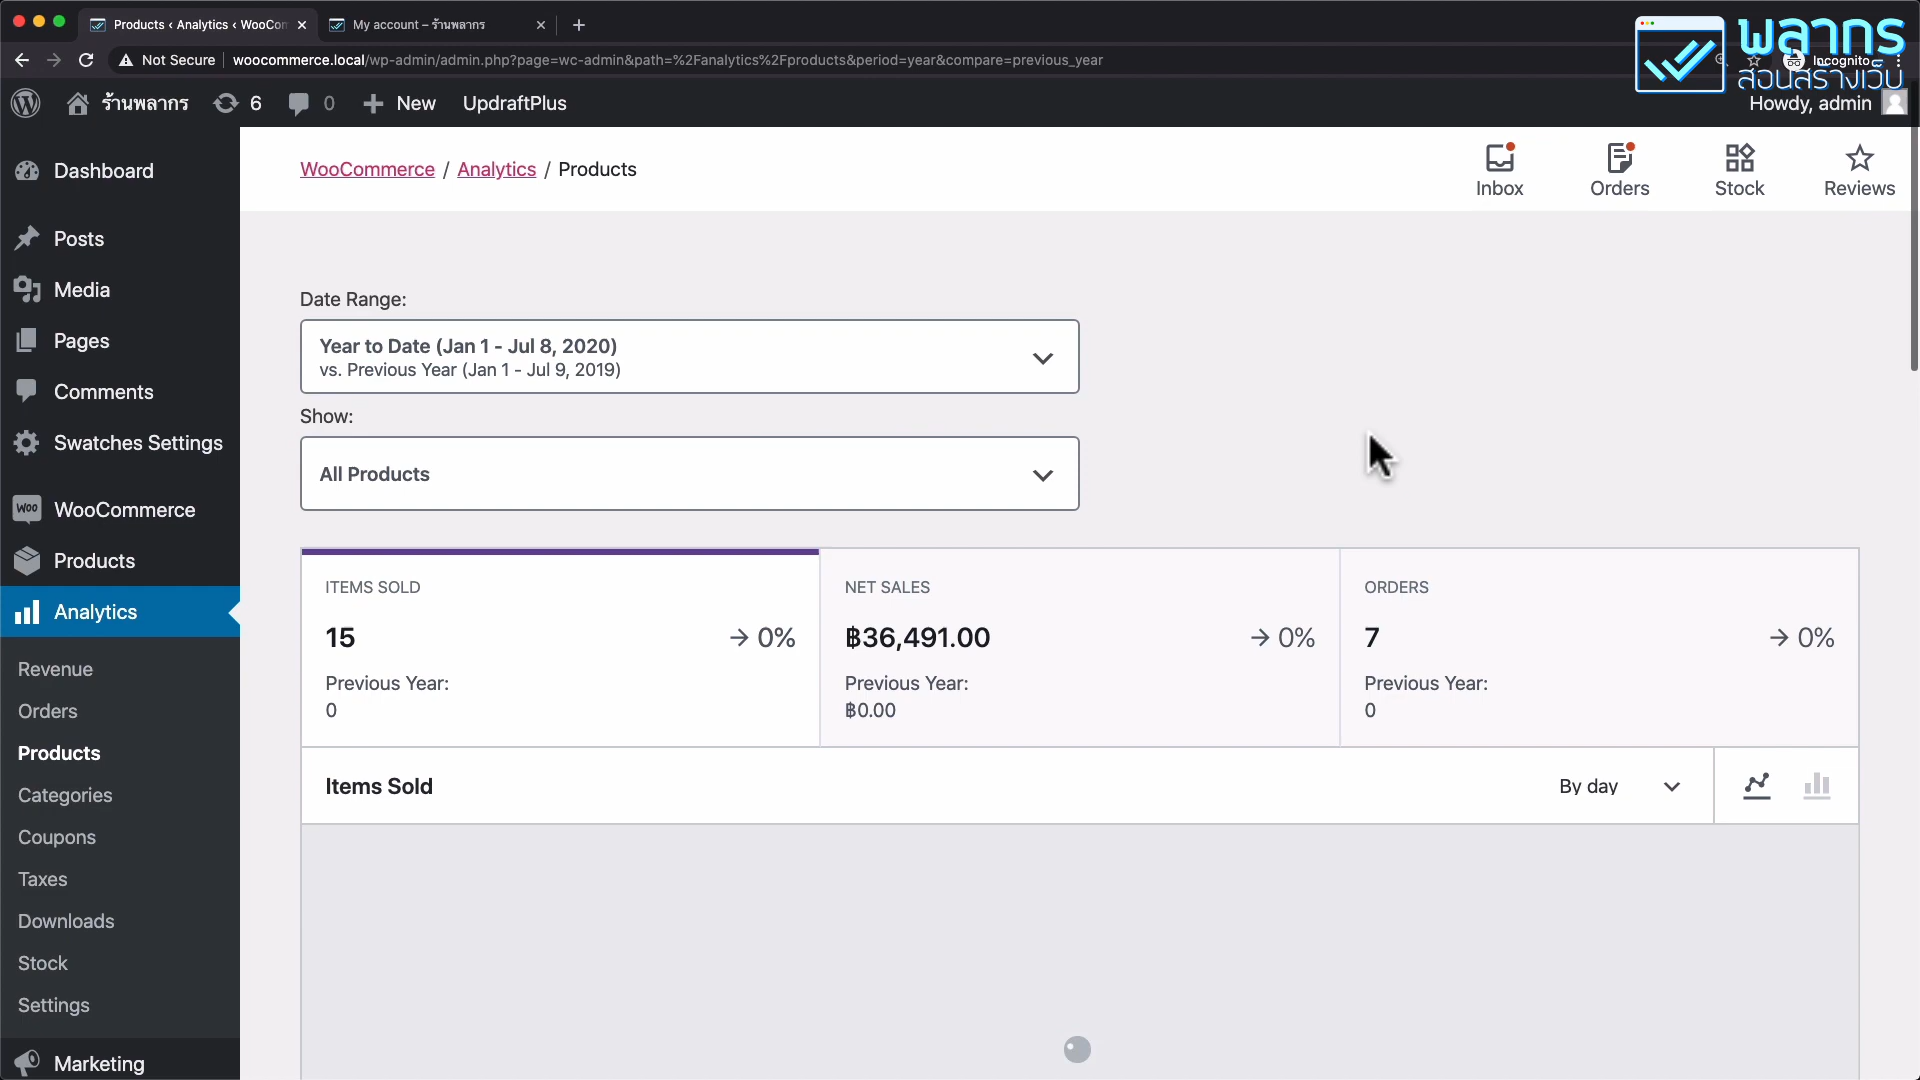 Products ‹ Analytics ‹ WooCom
My account – ร้านพลากร
Not Secure
woocommerce.local/wp-admin/admin.php?page=wc-admin&path=%2Fanalytics%2Fproducts&period=year&compare=previous_year
Incognito
พลากร
สอนสร้างเว็บ
ร้านพลากร
6
0
New
UpdraftPlus
Howdy, admin
Dashboard
Posts
Media
Pages
Comments
Swatches Settings
WooCommerce
Products
Analytics
Revenue
Orders
Products
Categories
Coupons
Taxes
Downloads
Stock
Settings
Marketing
WooCommerce / Analytics / Products
Inbox
Orders
Stock
Reviews
Date Range:
Year to Date (Jan 1 - Jul 8, 2020)
vs. Previous Year (Jan 1 - Jul 9, 2019)
Show:
All Products
ITEMS SOLD
15
→ 0%
Previous Year:
0
NET SALES
฿36,491.00
→ 0%
Previous Year:
฿0.00
ORDERS
7
→ 0%
Previous Year:
0
Items Sold
By day